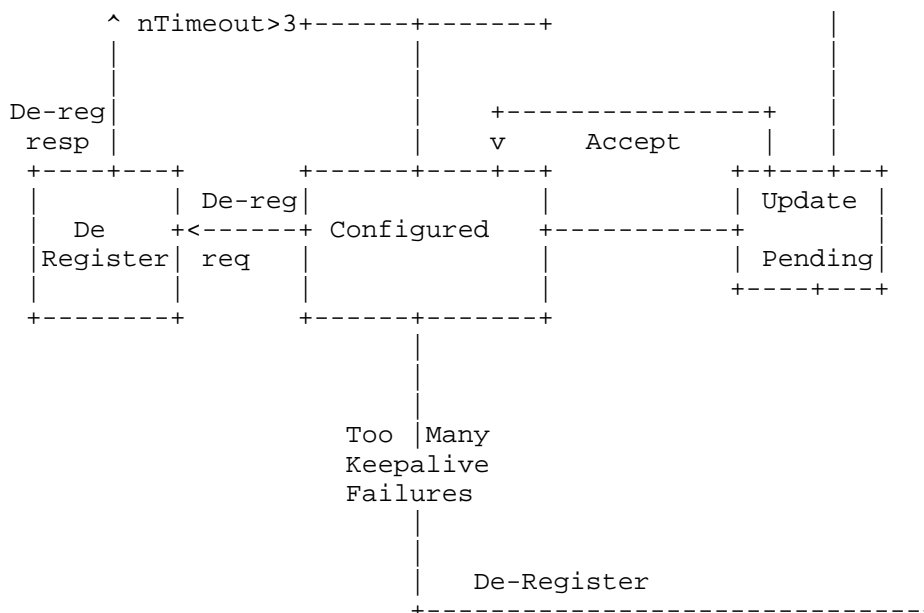 ^ nTimeout>3+------+-------+                   |
     |                   |                          |
     |                   |                          |
De-reg|                  |    +----------------+   |
resp |                   |    v     Accept     |   |
+----+---+       +------+----+--+           +-+---+--+
|        | De-reg|              |           | Update |
|  De    +<------+ Configured   +-----------+        |
|Register| req   |              |           | Pending|
|        |       |              |           +----+---+
+--------+       +------+-------+
|
|
|
Too |Many
Keepalive
Failures
|
|
|   De-Register
+-------------------------------